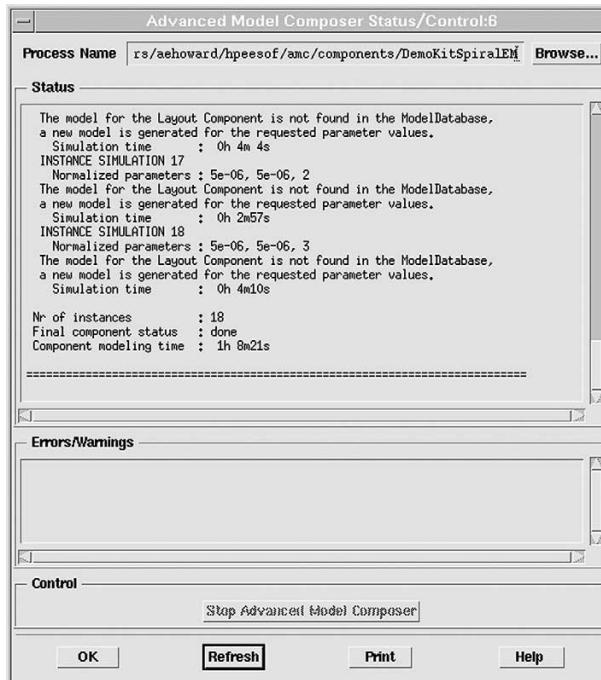 Advanced Model Composer Status/Control:6
Process Name rs/aehoward/hpeesof/amc/components/DemoKitSpiralEM Browse...
Status
The model for the Layout Component is not found in the ModelDatabase,
a new model is generated for the requested parameter values.
Simulation time : 0h 4m 4s
INSTANCE SIMULATION 17
Normalized parameters : 5e-06, 5e-06, 2
The model for the Layout Component is not found in the ModelDatabase,
a new model is generated for the requested parameter values.
Simulation time : 0h 2m57s
INSTANCE SIMULATION 18
Normalized parameters : 5e-06, 5e-06, 3
The model for the Layout Component is not found in the ModelDatabase,
a new model is generated for the requested parameter values.
Simulation time : 0h 4m10s
Nr of instances : 18
Final component status : done
Component modeling time : 1h 8m21s
============================================================================
Errors/Warnings
Control
Stop Advanced Model Composer
OK Refresh Print Help